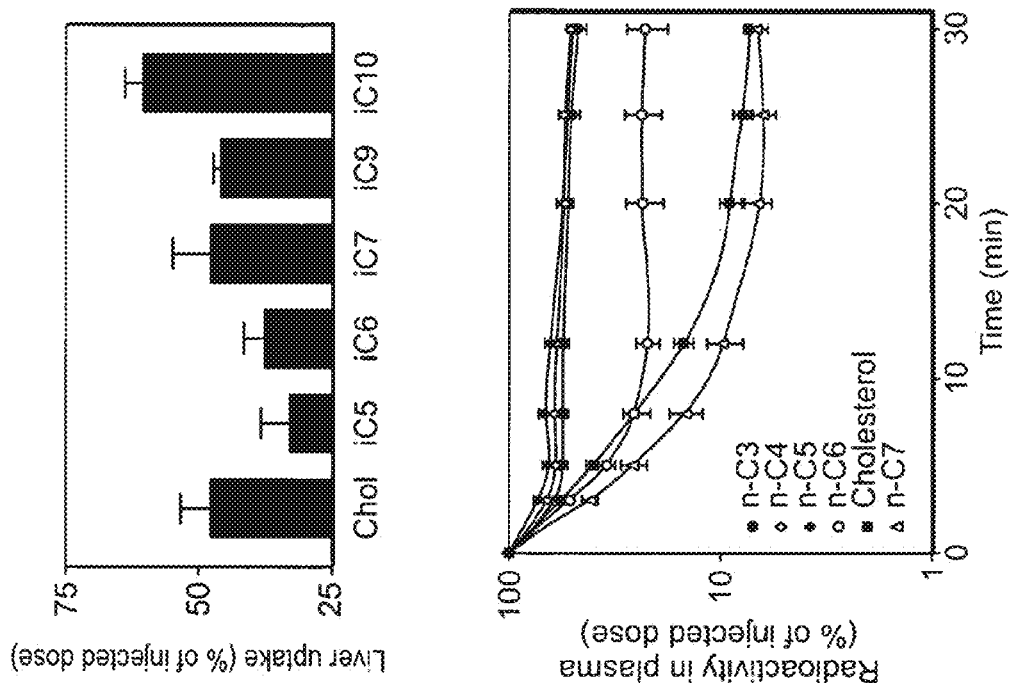 Liver uptake (% of injected dose)
75
50
25
Chol
iC5
iC6
iC7
iC9
iC10
Radioactivity in plasma
(% of injected dose)
100
10
1
n-C3
n-C4
n-C5
n-C6
Cholesterol
n-C7
0
10
20
30
Time (min)